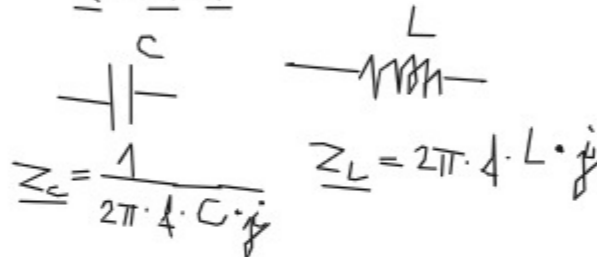 C
L
Z_C = 1 / (2π · f · C · j)
Z_L = 2π · f · L · j